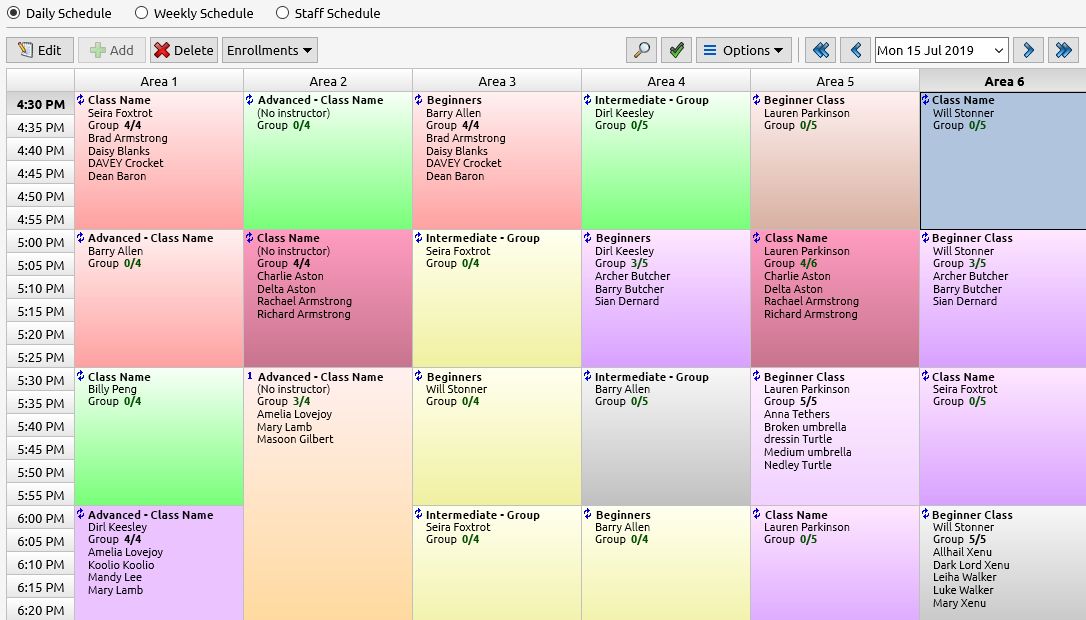 Daily Schedule Weekly Schedule Staff Schedule
Edit Add Delete Enrollments Options Mon 15 Jul 2019
Area 1 Area 2 Area 3 Area 4 Area 5 Area 6
4:30 PM
4:35 PM
4:40 PM
4:45 PM
4:50 PM
4:55 PM
Class Name
Seira Foxtrot
Group 4/4
Brad Armstrong
Daisy Blanks
DAVEY Crocket
Dean Baron
Advanced - Class Name
(No instructor)
Group 0/4
Beginners
Barry Allen
Group 4/4
Brad Armstrong
Daisy Blanks
DAVEY Crocket
Dean Baron
Intermediate - Group
Dirl Keesley
Group 0/5
Beginner Class
Lauren Parkinson
Group 0/5
Class Name
Will Stonner
Group 0/5
5:00 PM
5:05 PM
5:10 PM
5:15 PM
5:20 PM
5:25 PM
Advanced - Class Name
Barry Allen
Group 0/4
Class Name
(No instructor)
Group 4/4
Charlie Aston
Delta Aston
Rachael Armstrong
Richard Armstrong
Intermediate - Group
Seira Foxtrot
Group 0/4
Beginners
Dirl Keesley
Group 3/5
Archer Butcher
Barry Butcher
Sian Dernard
Class Name
Lauren Parkinson
Group 4/6
Charlie Aston
Delta Aston
Rachael Armstrong
Richard Armstrong
Beginner Class
Will Stonner
Group 3/5
Archer Butcher
Barry Butcher
Sian Dernard
5:30 PM
5:35 PM
5:40 PM
5:45 PM
5:50 PM
5:55 PM
Class Name
Billy Peng
Group 0/4
1 Advanced - Class Name
(No instructor)
Group 3/4
Amelia Lovejoy
Mary Lamb
Masoon Gilbert
Beginners
Will Stonner
Group 0/4
Intermediate - Group
Barry Allen
Group 0/5
Beginner Class
Lauren Parkinson
Group 5/5
Anna Tethers
Broken umbrella
dressin Turtle
Medium umbrella
Nedley Turtle
Class Name
Seira Foxtrot
Group 0/5
6:00 PM
6:05 PM
6:10 PM
6:15 PM
6:20 PM
Advanced - Class Name
Dirl Keesley
Group 4/4
Amelia Lovejoy
Koolio Koolio
Mandy Lee
Mary Lamb
Intermediate - Group
Seira Foxtrot
Group 0/4
Beginners
Barry Allen
Group 0/4
Class Name
Lauren Parkinson
Group 0/5
Beginner Class
Will Stonner
Group 5/5
Allhail Xenu
Dark Lord Xenu
Leiha Walker
Luke Walker
Mary Xenu